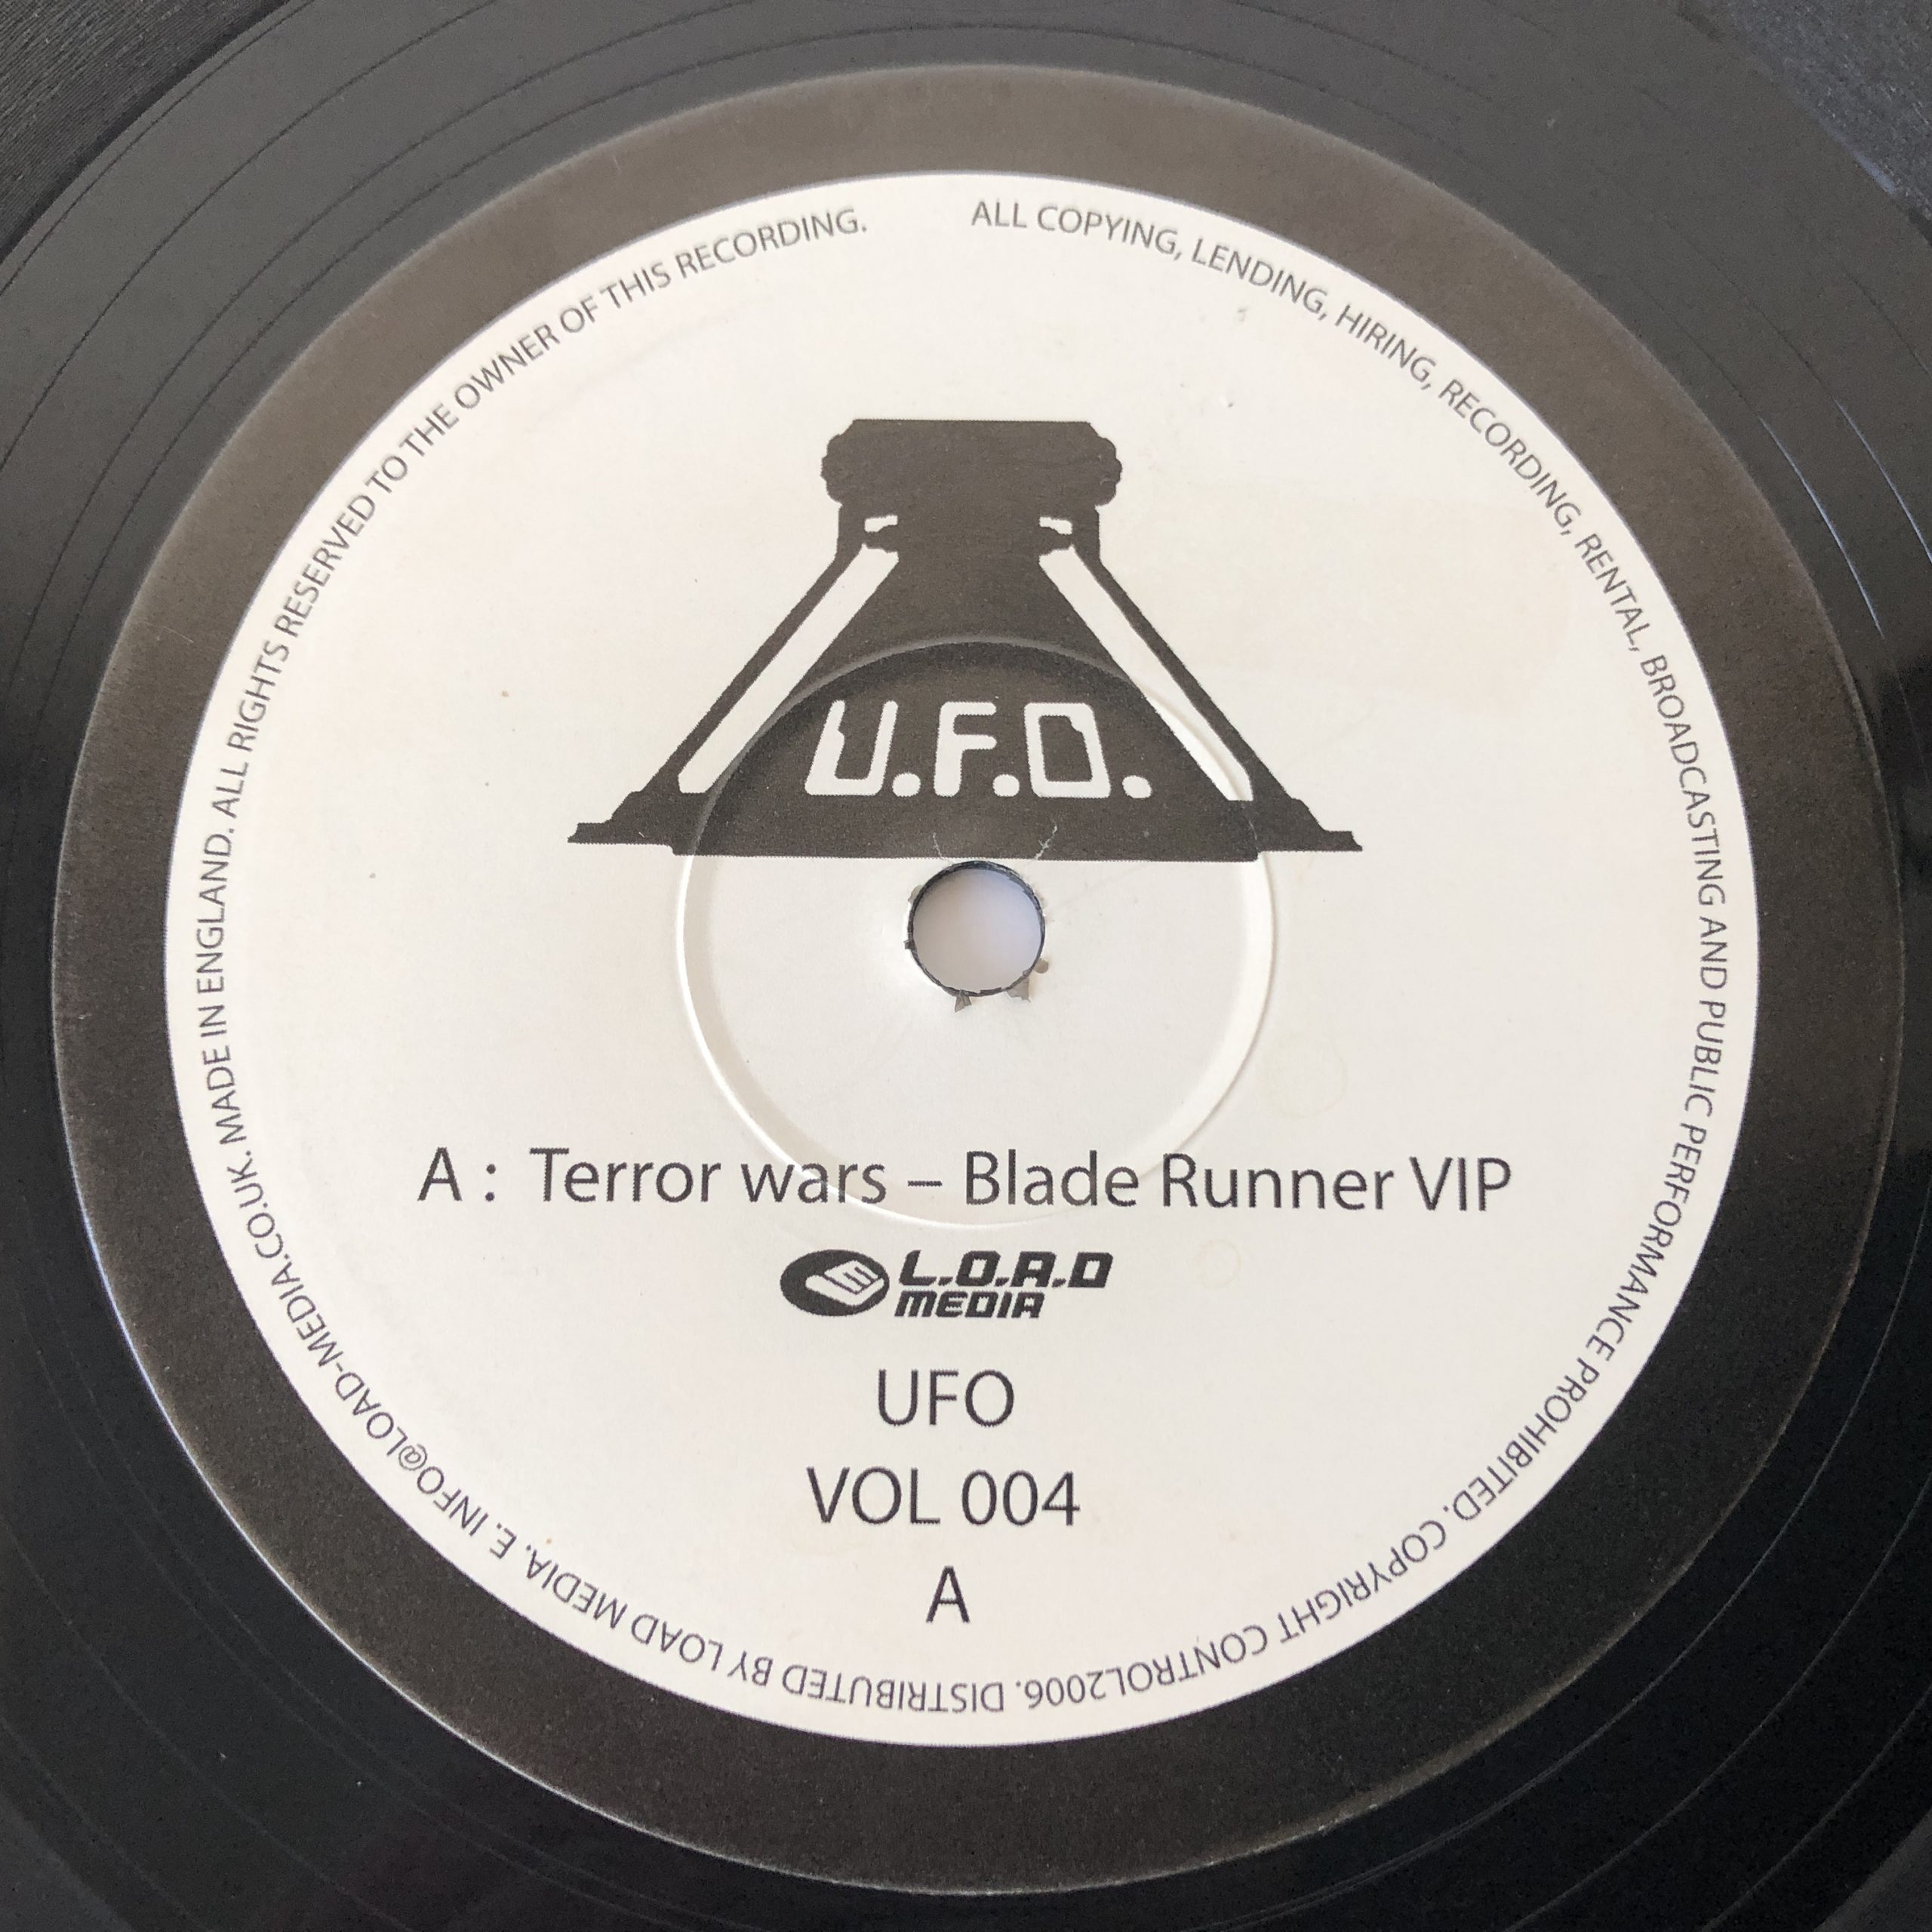 U.F.O.
A : Terror wars – Blade Runner VIP
L.O.A.D
MEDIA
UFO
VOL 004
A
ALL COPYING, LENDING, HIRING, RECORDING, RENTAL, BROADCASTING AND PUBLIC PERFORMANCE PROHIBITED. COPYRIGHT CONTROL2006. DISTRIBUTED BY LOAD MEDIA. E. INFO@LOAD-MEDIA.CO.UK. MADE IN ENGLAND. ALL RIGHTS RESERVED TO THE OWNER OF THIS RECORDING.